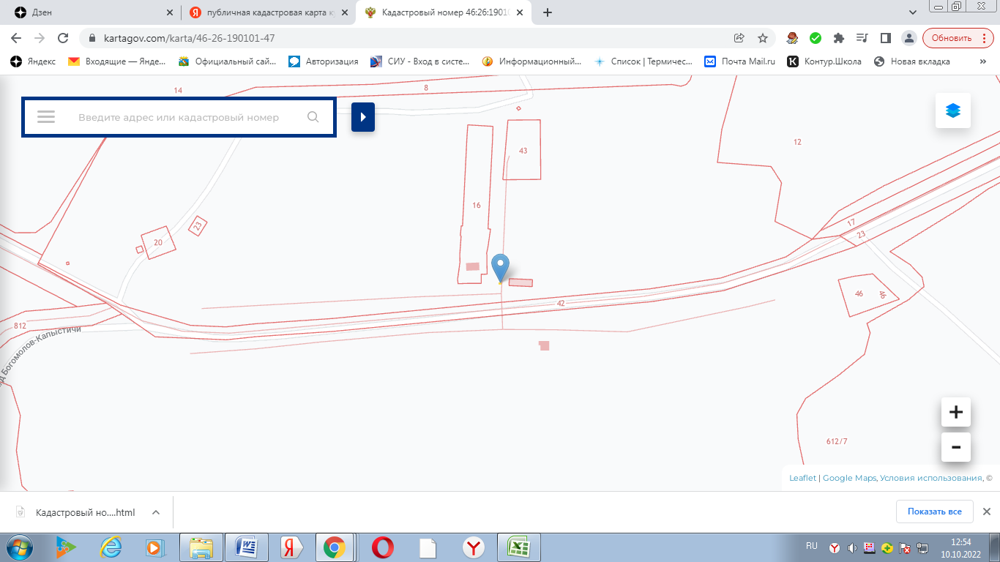 Дзен
публичная кадастровая карта к
Кадастровый номер 46:26:1901
kartagov.com/karta/46-26-190101-47
Обновить
Яндекс
Входящие — Янде...
Официальный сай...
Авторизация
СИУ - Вход в систе...
Информационный...
Список | Термичес...
Почта Mail.ru
Контур.Школа
Новая вкладка
»
14
8
Введите адрес или кадастровый номер
12
43
16
17
23
20
23
46
46
42
812
Богомолов-Капыстичи
612/7
+
-
Leaflet | Google Maps, Условия использования, ©
Кадастровый но....html
Показать все
RU
12:54
10.10.2022